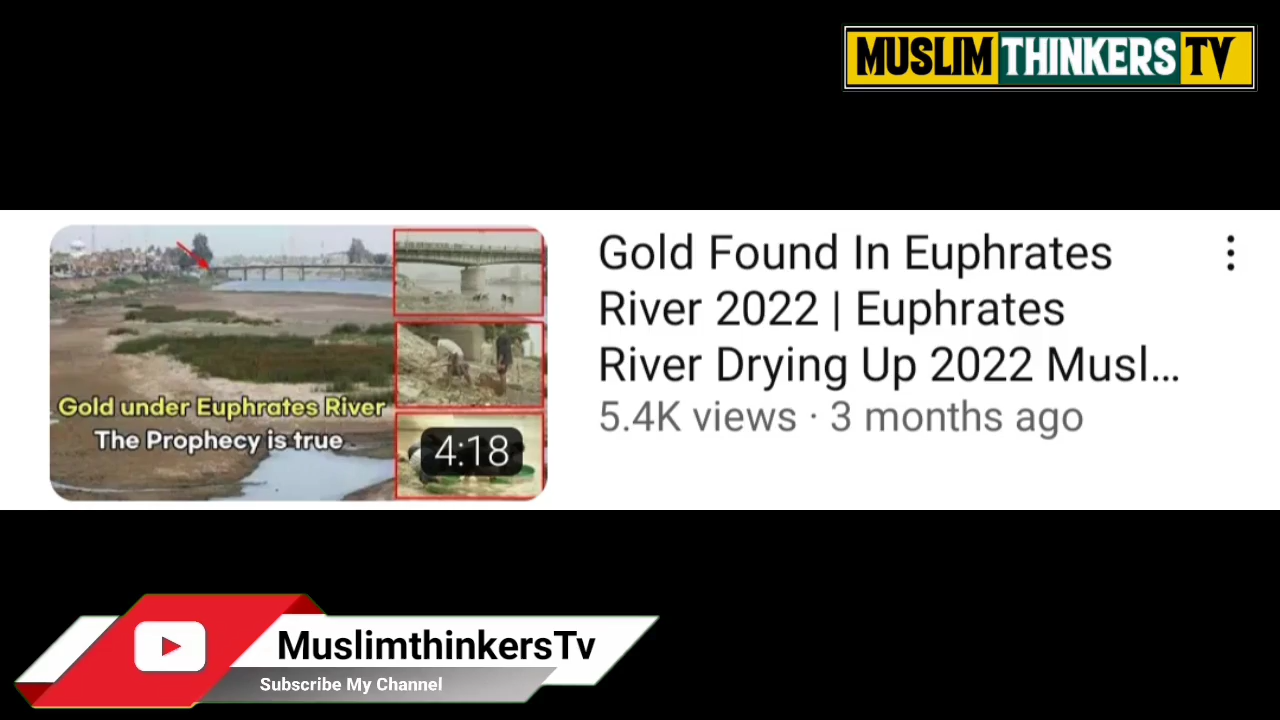 MUSLIM THINKERS TV
Gold under Euphrates River
The Prophecy is true
4:18
Gold Found In Euphrates
River 2022 | Euphrates
River Drying Up 2022 Musl...
5.4K views · 3 months ago
MuslimthinkersTv
Subscribe My Channel